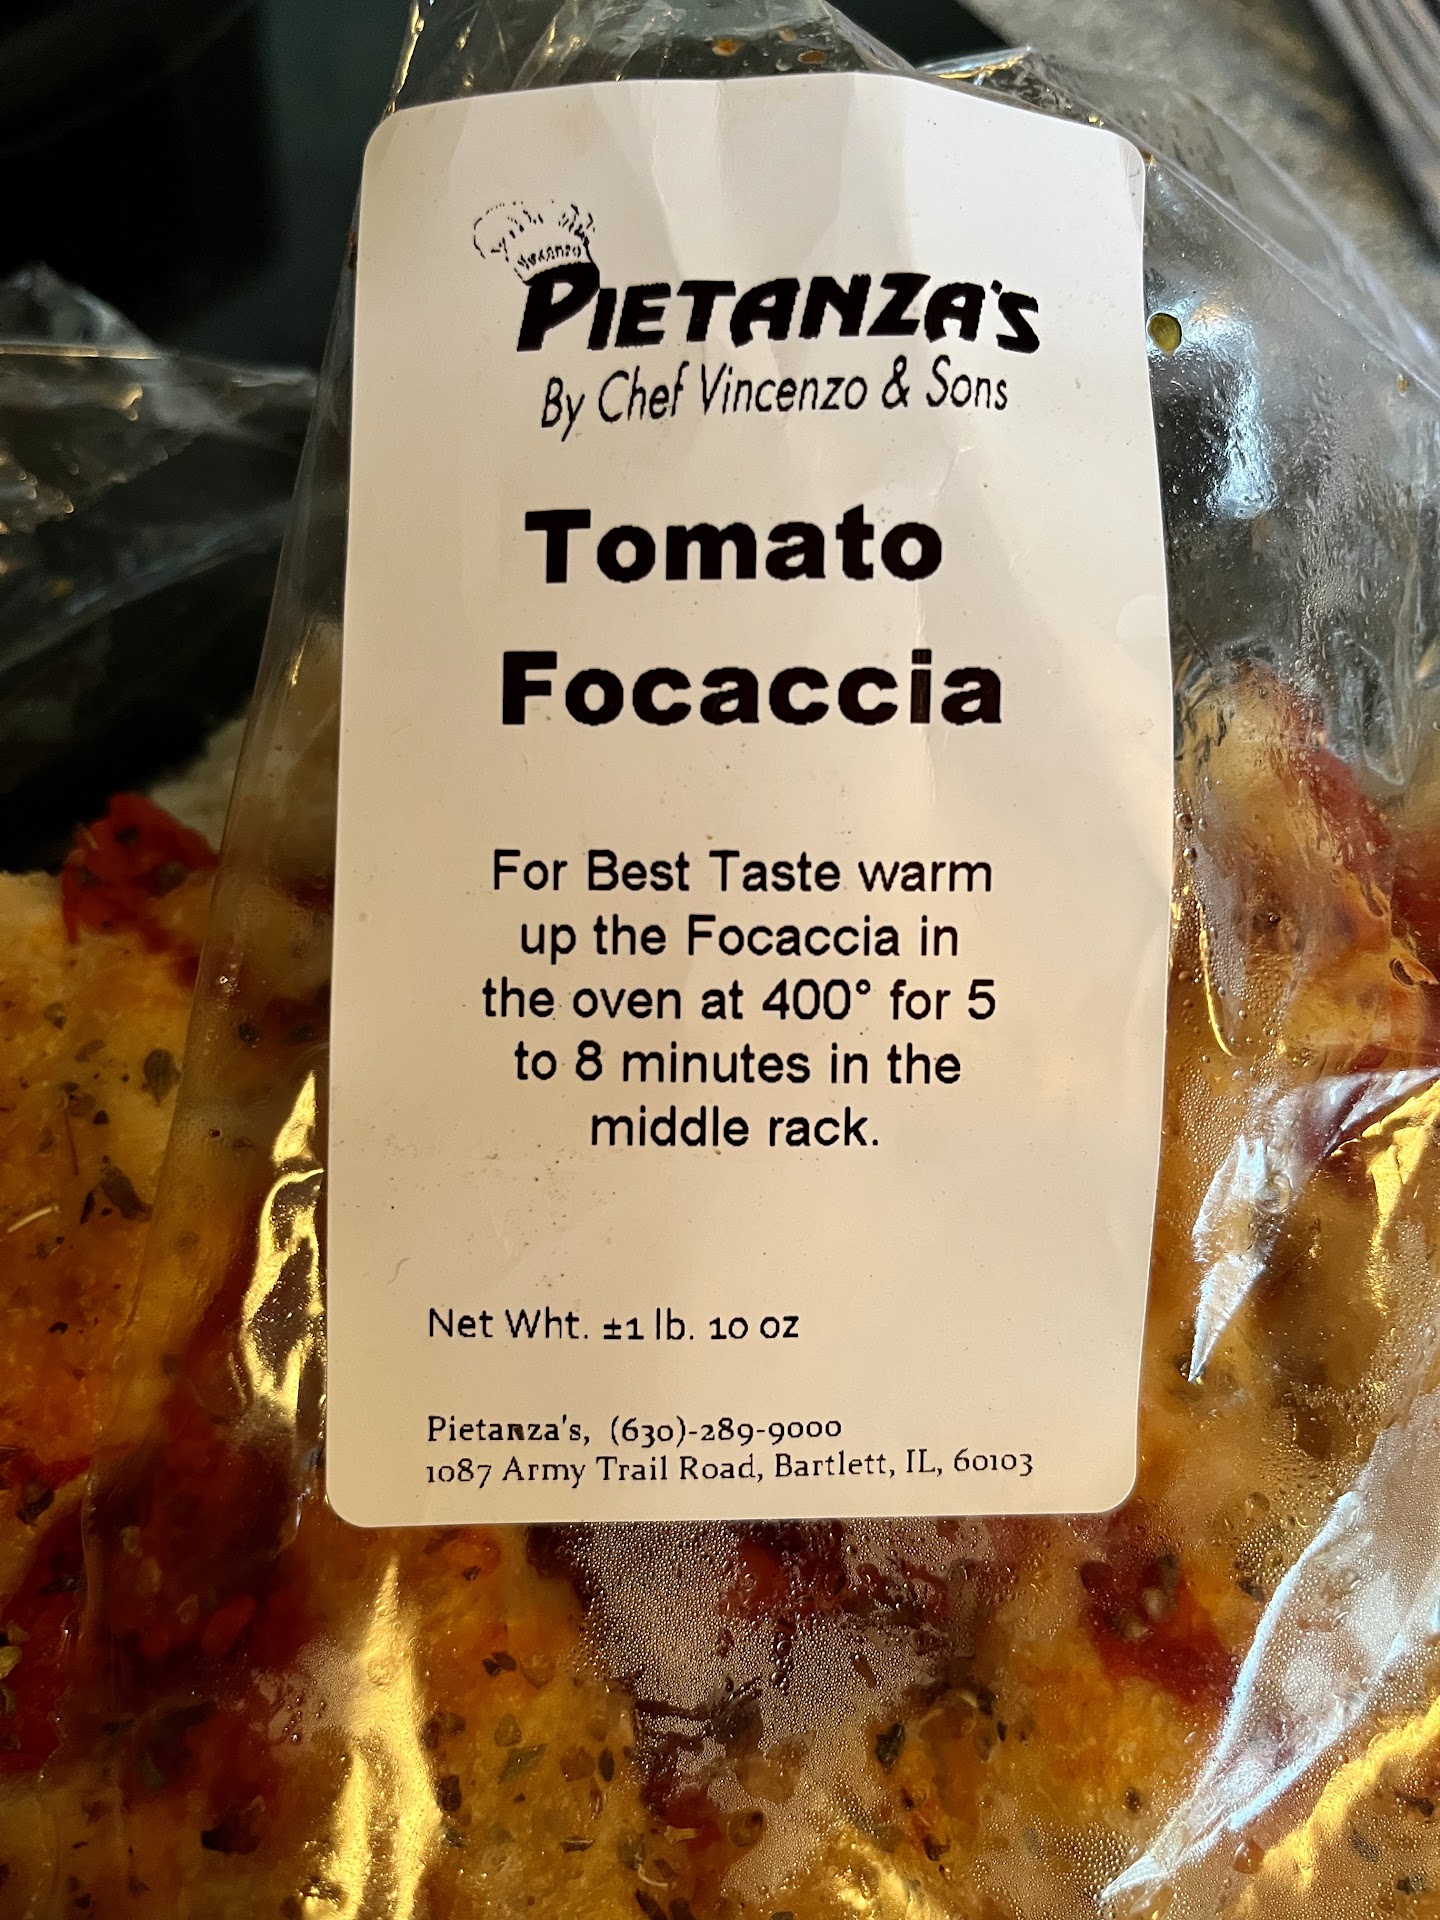 Vincenzo
PIETANZA'S
By Chef Vincenzo & Sons
Tomato
Focaccia
For Best Taste warm
up the Focaccia in
the oven at 400° for 5
to 8 minutes in the
middle rack.
Net Wht. ±1 lb. 10 oz
Pietanza's, (630)-289-9000
1087 Army Trail Road, Bartlett, IL, 60103